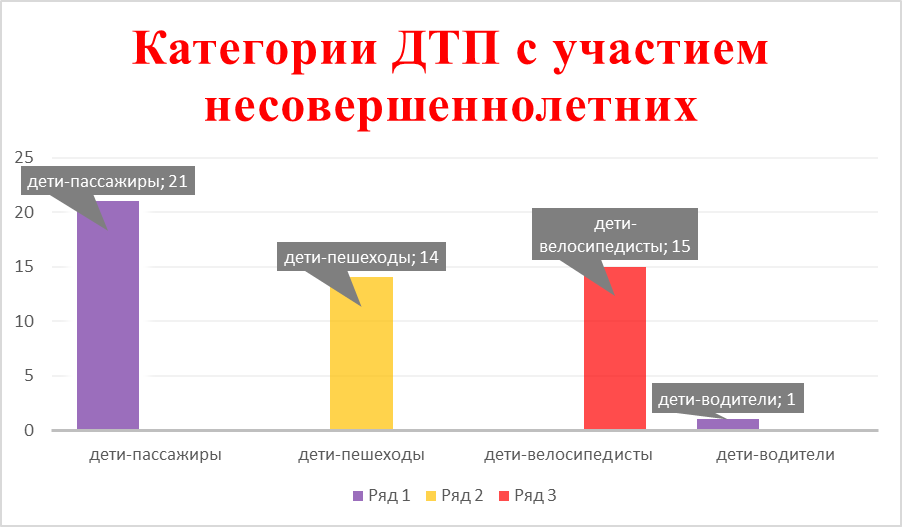 Категории ДТП с участием
несовершеннолетних
25
20
15
10
5
0
дети-пассажиры; 21
дети-пешеходы; 14
дети-
велосипедисты; 15
дети-водители; 1
дети-пассажиры
дети-пешеходы
дети-велосипедисты
дети-водители
Ряд 1
Ряд 2
Ряд 3